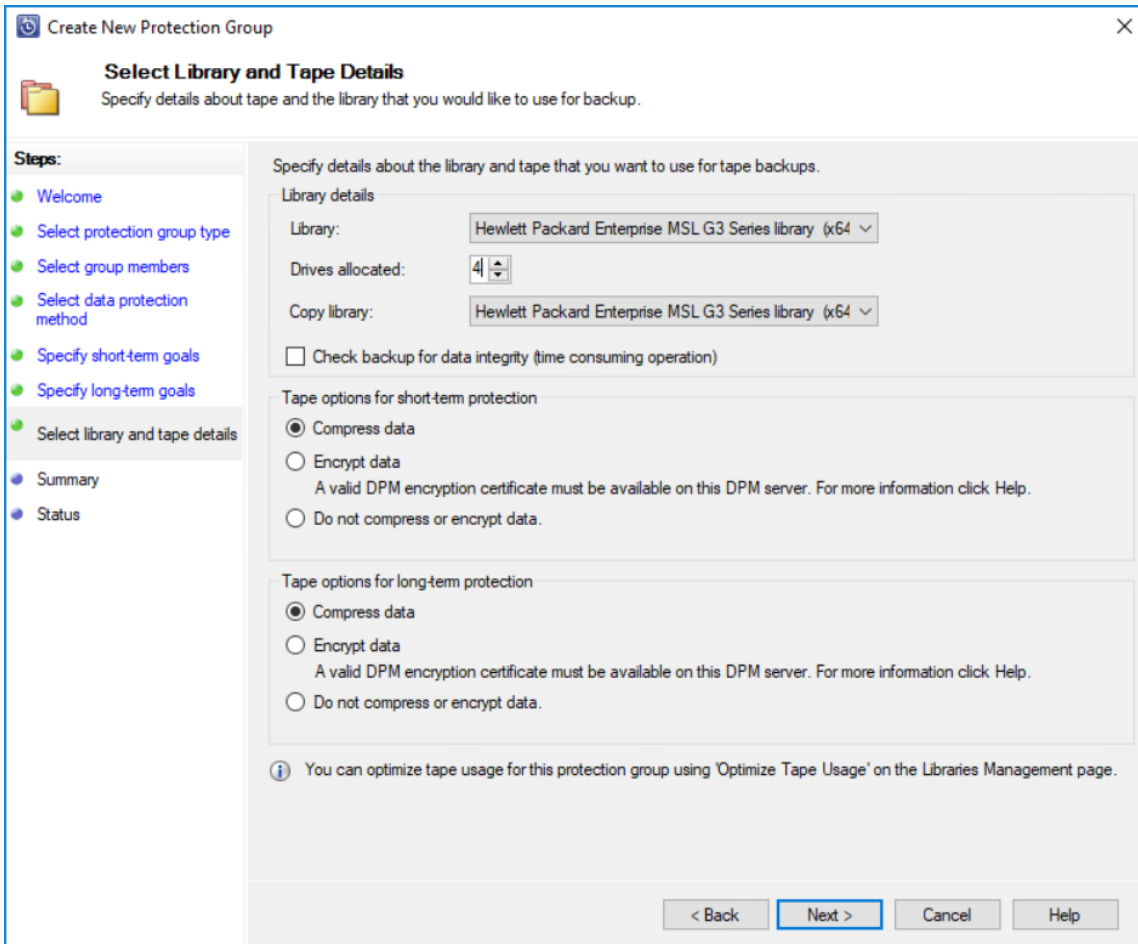 Create New Protection Group
Select Library and Tape Details
Specify details about tape and the library that you would like to use for backup.
Steps:
Welcome
Select protection group type
Select group members
Select data protection
method
Specify short-term goals
Specify long-term goals
Select library and tape details
Summary
Status
Specify details about the library and tape that you want to use for tape backups.
Library details
Library: Hewlett Packard Enterprise MSL G3 Series library (x64
Drives allocated: 4
Copy library: Hewlett Packard Enterprise MSL G3 Series library (x64
Check backup for data integrity (time consuming operation)
Tape options for short-term protection
Compress data
Encrypt data
A valid DPM encryption certificate must be available on this DPM server. For more information click Help.
Do not compress or encrypt data.
Tape options for long-term protection
Compress data
Encrypt data
A valid DPM encryption certificate must be available on this DPM server. For more information click Help.
Do not compress or encrypt data.
You can optimize tape usage for this protection group using 'Optimize Tape Usage' on the Libraries Management page.
< Back Next > Cancel Help